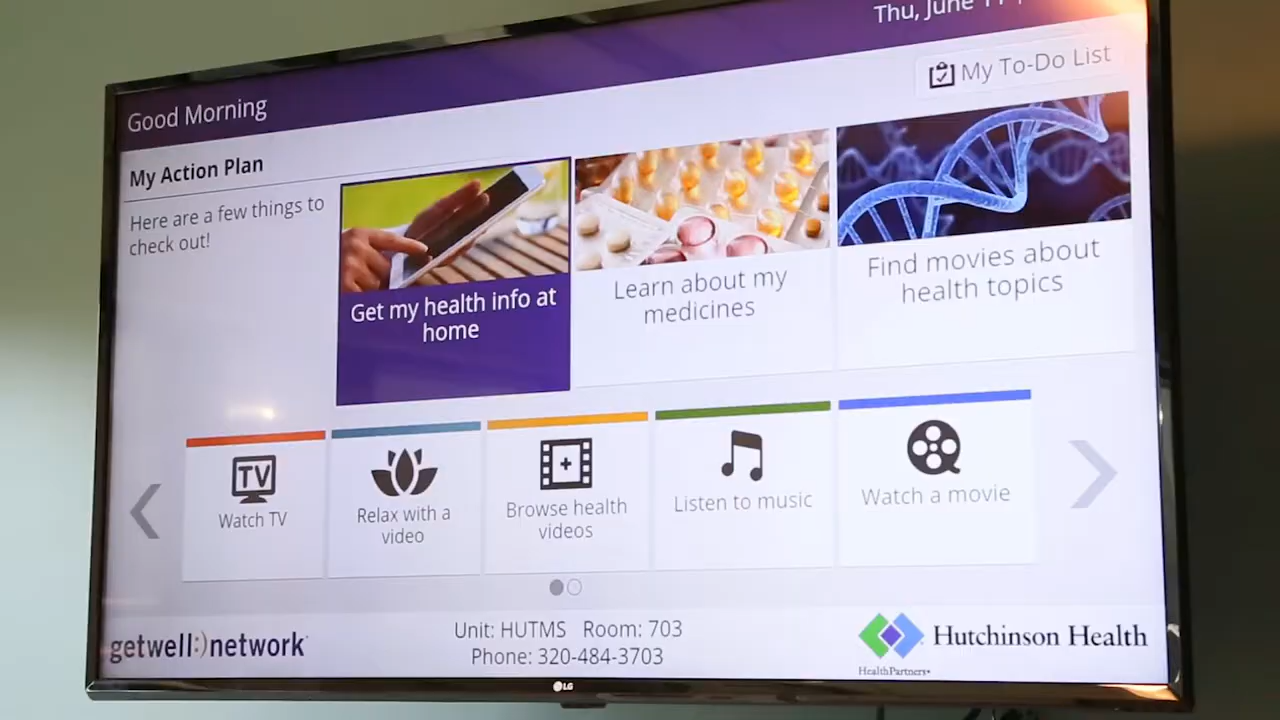 Thu, June 11
My To-Do List
Good Morning
My Action Plan
Here are a few things to
check out!
Get my health info at
home
Learn about my
medicines
Find movies about
health topics
TV
Watch TV
Relax with a
video
Browse health
videos
Listen to music
Watch a movie
getwell:)network
Unit: HUTMS Room: 703
Phone: 320-484-3703
HealthPartners
Hutchinson Health
LG